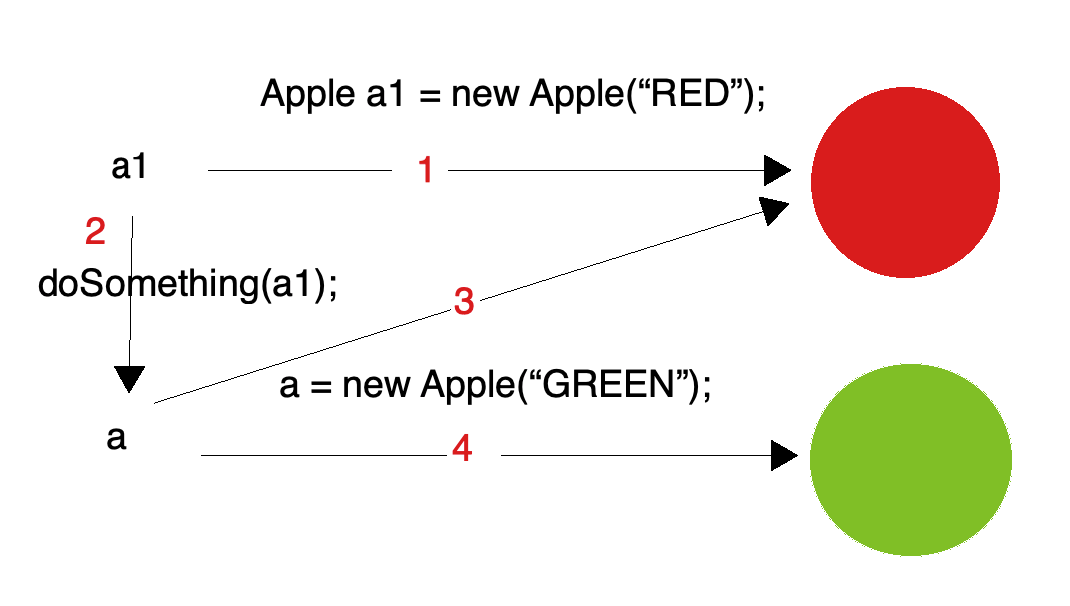 Apple a1 = new Apple(“RED”);
a1
1
2
doSomething(a1);
3
a = new Apple(“GREEN”);
a
4